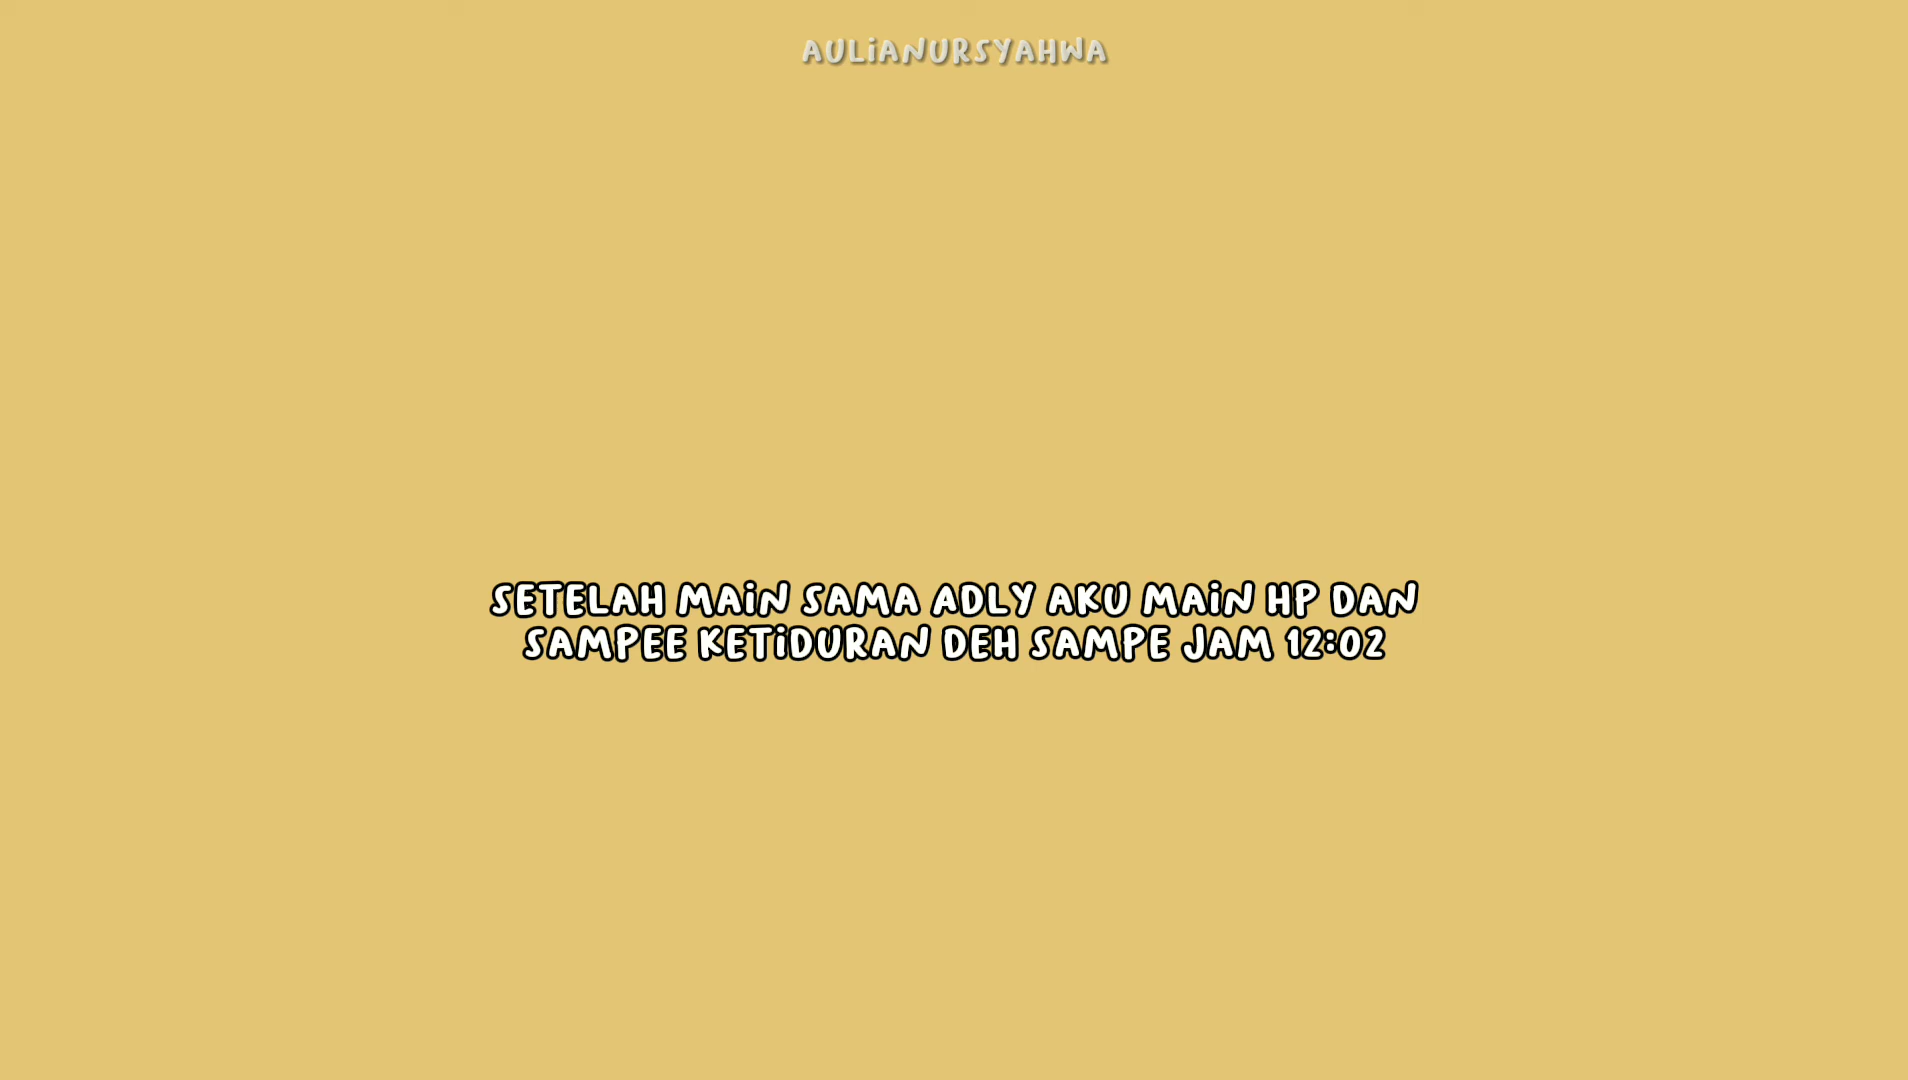 AULiANURSYAHWA
SETELAH MAiN SAMA ADLY AKU MAiN HP DAN
SAMPEE KETiDURAN DEH SAMPE JAM 12:02